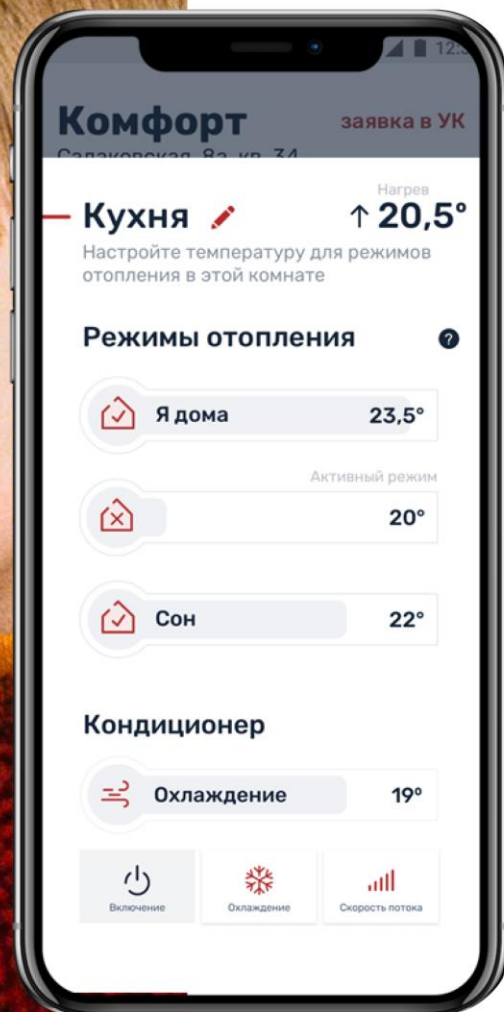 Комфорт
заявка в УК
Нагрев
Кухня
↑ 20,5°
Настройте температуру для режимов
отопления в этой комнате
Режимы отопления
?
Я дома
23,5°
Активный режим
20°
Сон
22°
Кондиционер
Охлаждение
19°
Включение
Охлаждение
Скорость потока